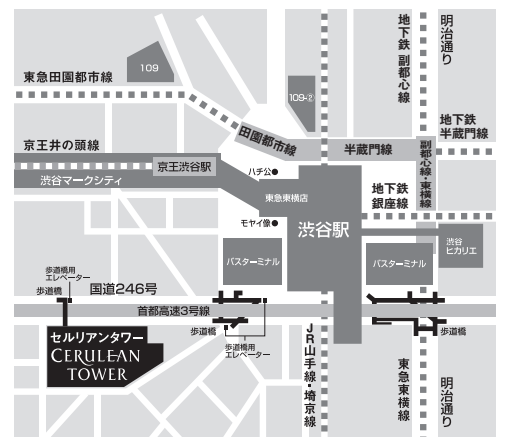 109
東急田園都市線
109-②
地下鉄 副都心線
明治通り
地下鉄
半蔵門線
田園都市線
半蔵門線
副都心線・東横線
京王井の頭線
京王渋谷駅
渋谷マークシティ
ハチ公
東急東横店
地下鉄
銀座線
モヤイ像
渋谷駅
渋谷
ヒカリエ
バスターミナル
バスターミナル
歩道橋用
エレベーター
歩道橋
国道246号
首都高速3号線
セルリアンタワー
CERULEAN
TOWER
歩道橋
歩道橋用
エレベーター
歩道橋
JR山手線・埼京線
東急東横線
明治通り